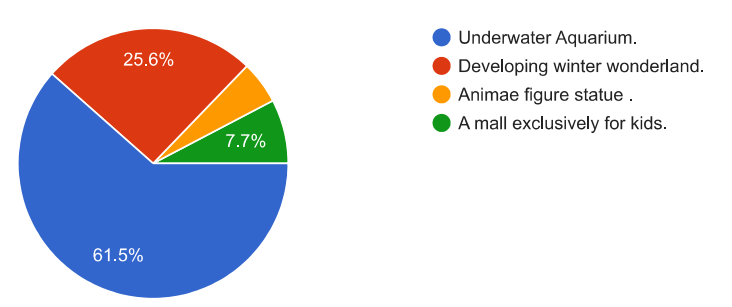 25.6%
7.7%
61.5%
Underwater Aquarium.
Developing winter wonderland.
Animae figure statue .
A mall exclusively for kids.